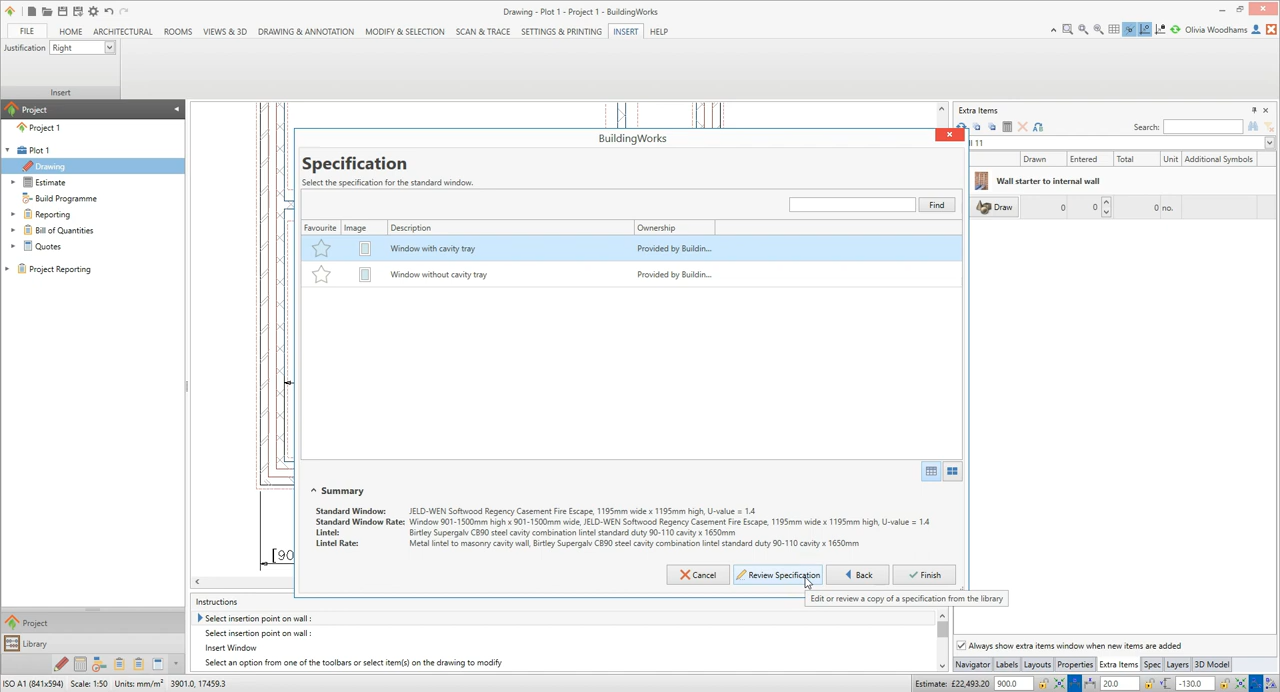 Drawing - Plot 1 - Project 1 - BuildingWorks
FILE HOME ARCHITECTURAL ROOMS VIEWS & 3D DRAWING & ANNOTATION MODIFY & SELECTION SCAN & TRACE SETTINGS & PRINTING INSERT HELP
Olivia Woodhams
Justification Right
Insert
Project
Project 1
Plot 1
Drawing
Estimate
Build Programme
Reporting
Bill of Quantities
Quotes
Project Reporting
Project
Library
BuildingWorks
Specification
Select the specification for the standard window.
Find
Favourite Image Description Ownership
Window with cavity tray Provided by Buildin...
Window without cavity tray Provided by Buildin...
Summary
Standard Window: JELD-WEN Softwood Regency Casement Fire Escape, 1195mm wide x 1195mm high, U-value = 1.4
Standard Window Rate: Window 901-1500mm high x 901-1500mm wide, JELD-WEN Softwood Regency Casement Fire Escape, 1195mm wide x 1195mm high, U-value = 1.4
Lintel: Birtley Supergalv CB90 steel cavity combination lintel standard duty 90-110 cavity x 1650mm
Lintel Rate: Metal lintel to masonry cavity wall, Birtley Supergalv CB90 steel cavity combination lintel standard duty 90-110 cavity x 1650mm
Cancel Review Specification Back Finish
Edit or review a copy of a specification from the library
[90
Instructions
Select insertion point on wall :
Select insertion point on wall :
Insert Window
Select an option from one of the toolbars or select item(s) on the drawing to modify
Extra Items
Search:
ll 11
Drawn Entered Total Unit Additional Symbols
Wall starter to internal wall
Draw 0 0 0 no.
Always show extra items window when new items are added
Navigator Labels Layouts Properties Extra Items Spec Layers 3D Model
ISO A1 (841x594) Scale: 1:50 Units: mm/m² 3901.0, 17459.3
Estimate: £22,493.20 900.0 20.0 -130.0